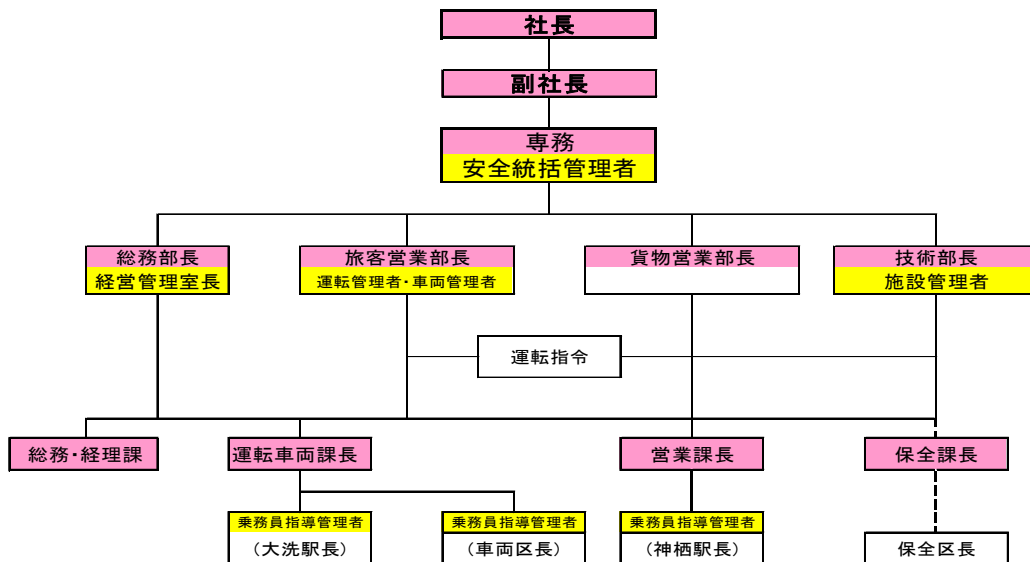 社長
副社長
専務
安全統括管理者
総務部長
経営管理室長
旅客営業部長
運転管理者・車両管理者
貨物営業部長
技術部長
施設管理者
運転指令
総務・経理課
運転車両課長
営業課長
保全課長
乗務員指導管理者
(大洗駅長)
乗務員指導管理者
(車両区長)
乗務員指導管理者
(神栖駅長)
保全区長